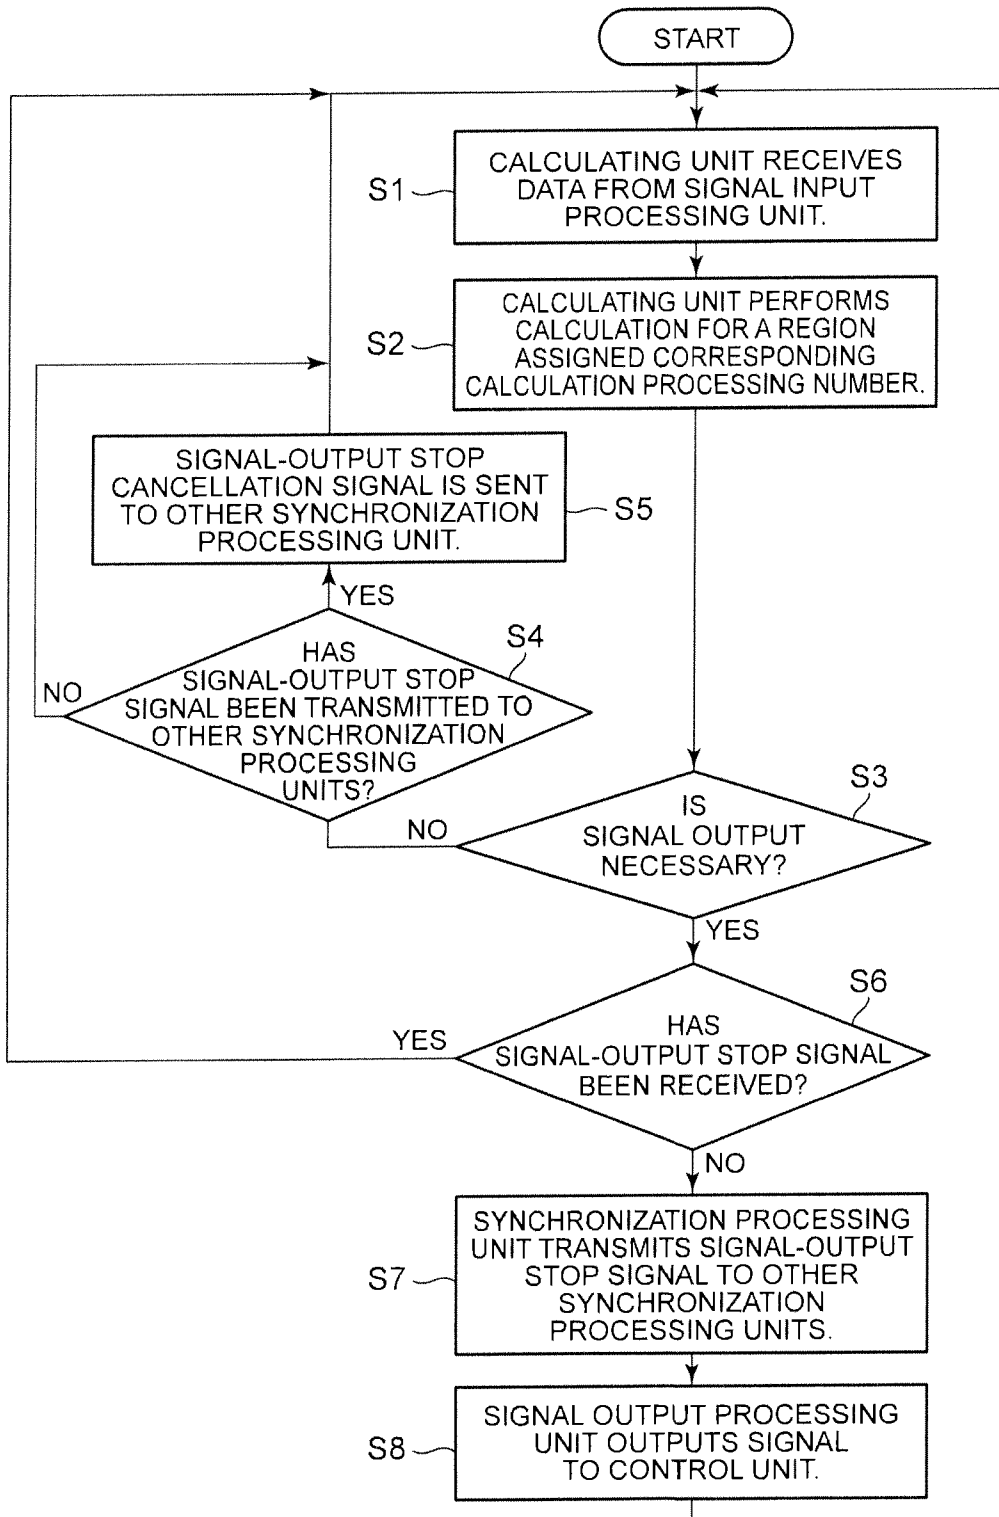 START
S1
CALCULATING UNIT RECEIVES
DATA FROM SIGNAL INPUT
PROCESSING UNIT.
S2
CALCULATING UNIT PERFORMS
CALCULATION FOR A REGION
ASSIGNED CORRESPONDING
CALCULATION PROCESSING NUMBER.
SIGNAL-OUTPUT STOP
CANCELLATION SIGNAL IS SENT
TO OTHER SYNCHRONIZATION
PROCESSING UNIT.
S5
YES
S4
HAS
SIGNAL-OUTPUT STOP
SIGNAL BEEN TRANSMITTED TO
OTHER SYNCHRONIZATION
PROCESSING
UNITS?
NO
S3
IS
SIGNAL OUTPUT
NECESSARY?
NO
YES
S6
HAS
SIGNAL-OUTPUT STOP SIGNAL
BEEN RECEIVED?
YES
NO
S7
SYNCHRONIZATION PROCESSING
UNIT TRANSMITS SIGNAL-OUTPUT
STOP SIGNAL TO OTHER
SYNCHRONIZATION
PROCESSING UNITS.
S8
SIGNAL OUTPUT PROCESSING
UNIT OUTPUTS SIGNAL
TO CONTROL UNIT.